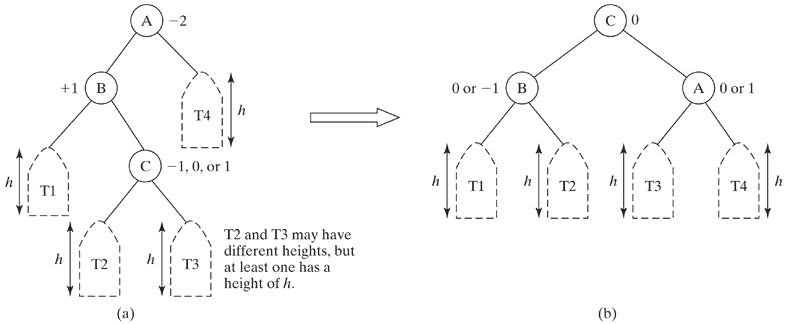 A −2
C 0
+1 B
0 or −1 B
A 0 or 1
T4 h
h T1
C −1, 0, or 1
h T1
h T2
h T3
T4 h
h T2
h T3
T2 and T3 may have
different heights, but
at least one has a
height of h.
(a)
(b)